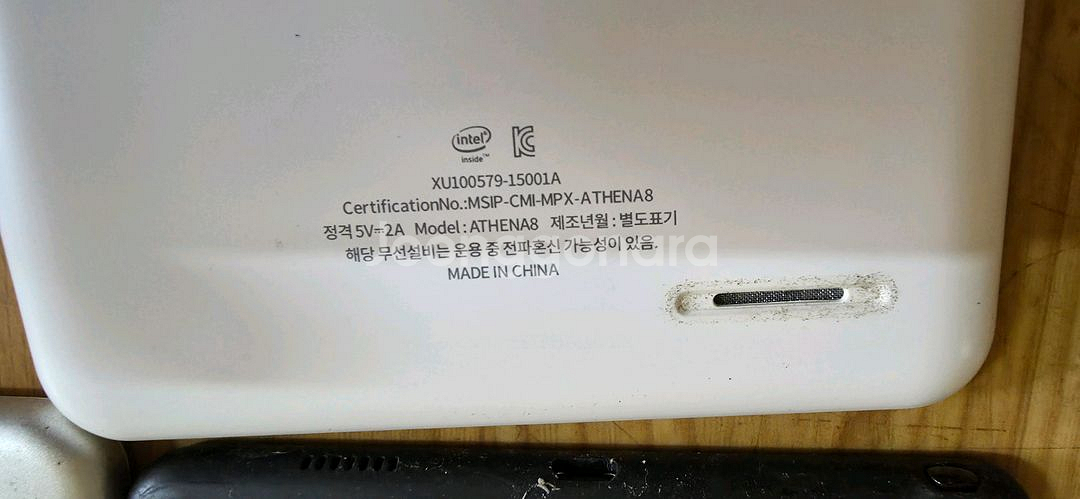 intel
inside™
XU100579-15001A
CertificationNo.:MSIP-CMI-MPX-ATHENA8
정격 5V⎓2A Model:ATHENA8 제조년월:별도표기
해당 무선설비는 운용 중 전파혼신 가능성이 있음.
joongonara
MADE IN CHINA